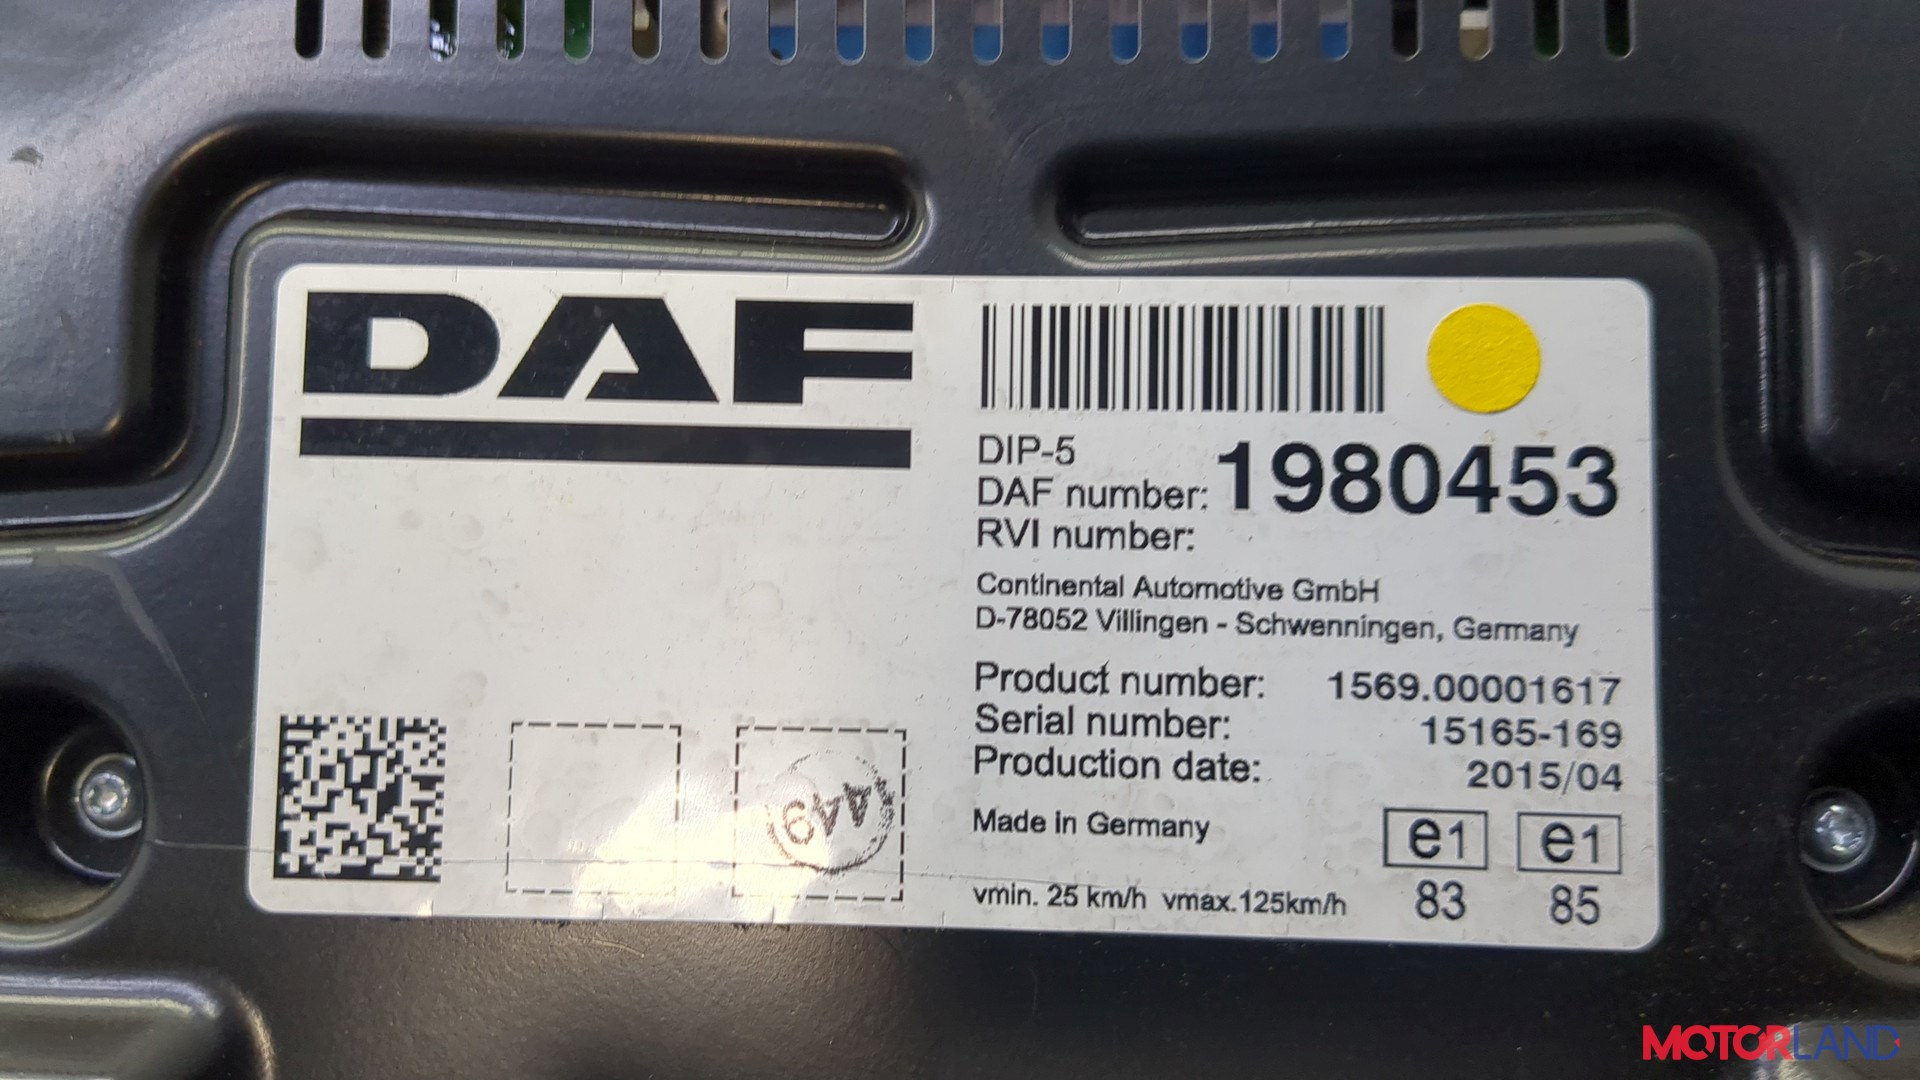 DAF
DIP-5
DAF number: 1980453
RVI number:
Continental Automotive GmbH
D-78052 Villingen - Schwenningen, Germany
Product number: 1569.00001617
Serial number: 15165-169
Production date: 2015/04
Made in Germany
e1 e1
83 85
vmin. 25 km/h vmax.125km/h
MOTORLAND